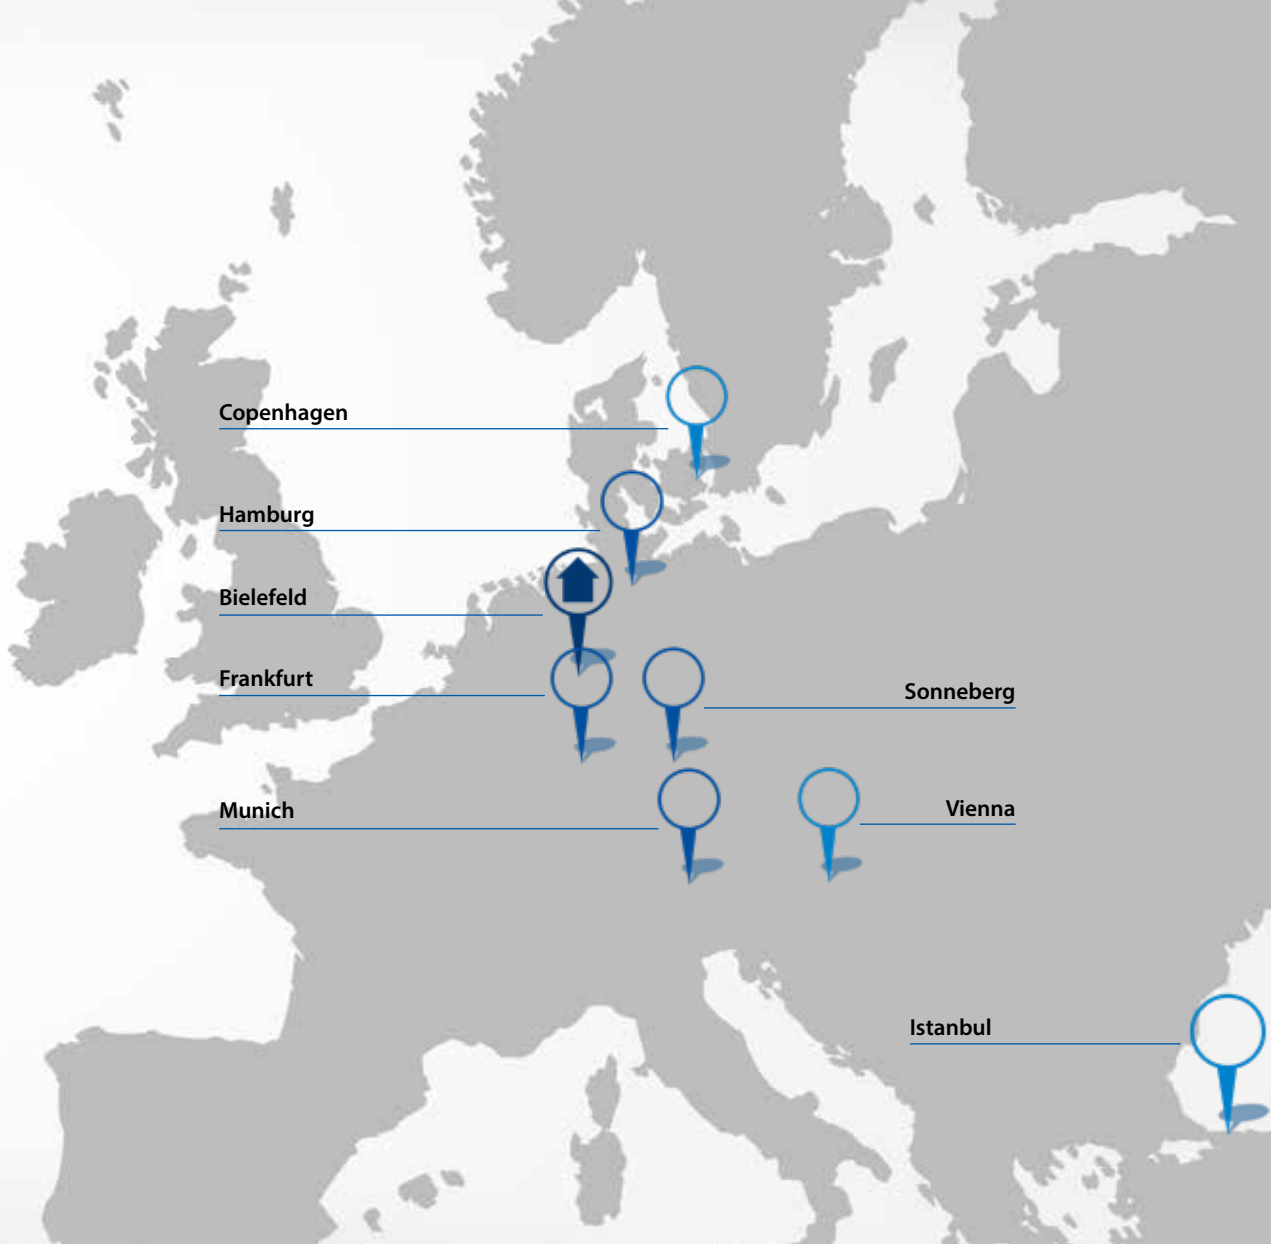 Copenhagen
Hamburg
Bielefeld
Frankfurt
Sonneberg
Munich
Vienna
Istanbul